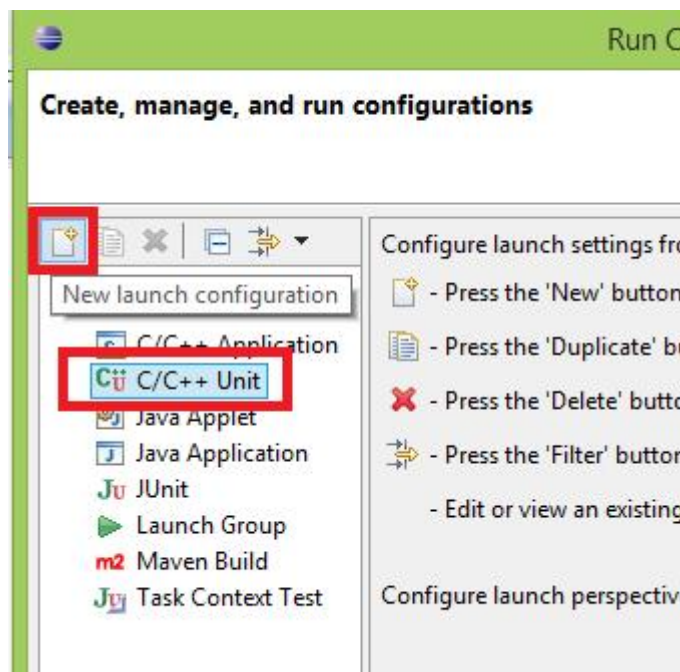 Run C
Create, manage, and run configurations
Configure launch settings fro
New launch configuration
- Press the 'New' button
C/C++ Application
- Press the 'Duplicate' bu
C/C++ Unit
- Press the 'Delete' butto
Java Applet
Java Application
- Press the 'Filter' button
JUnit
- Edit or view an existing
Launch Group
m2 Maven Build
Task Context Test
Configure launch perspectiv